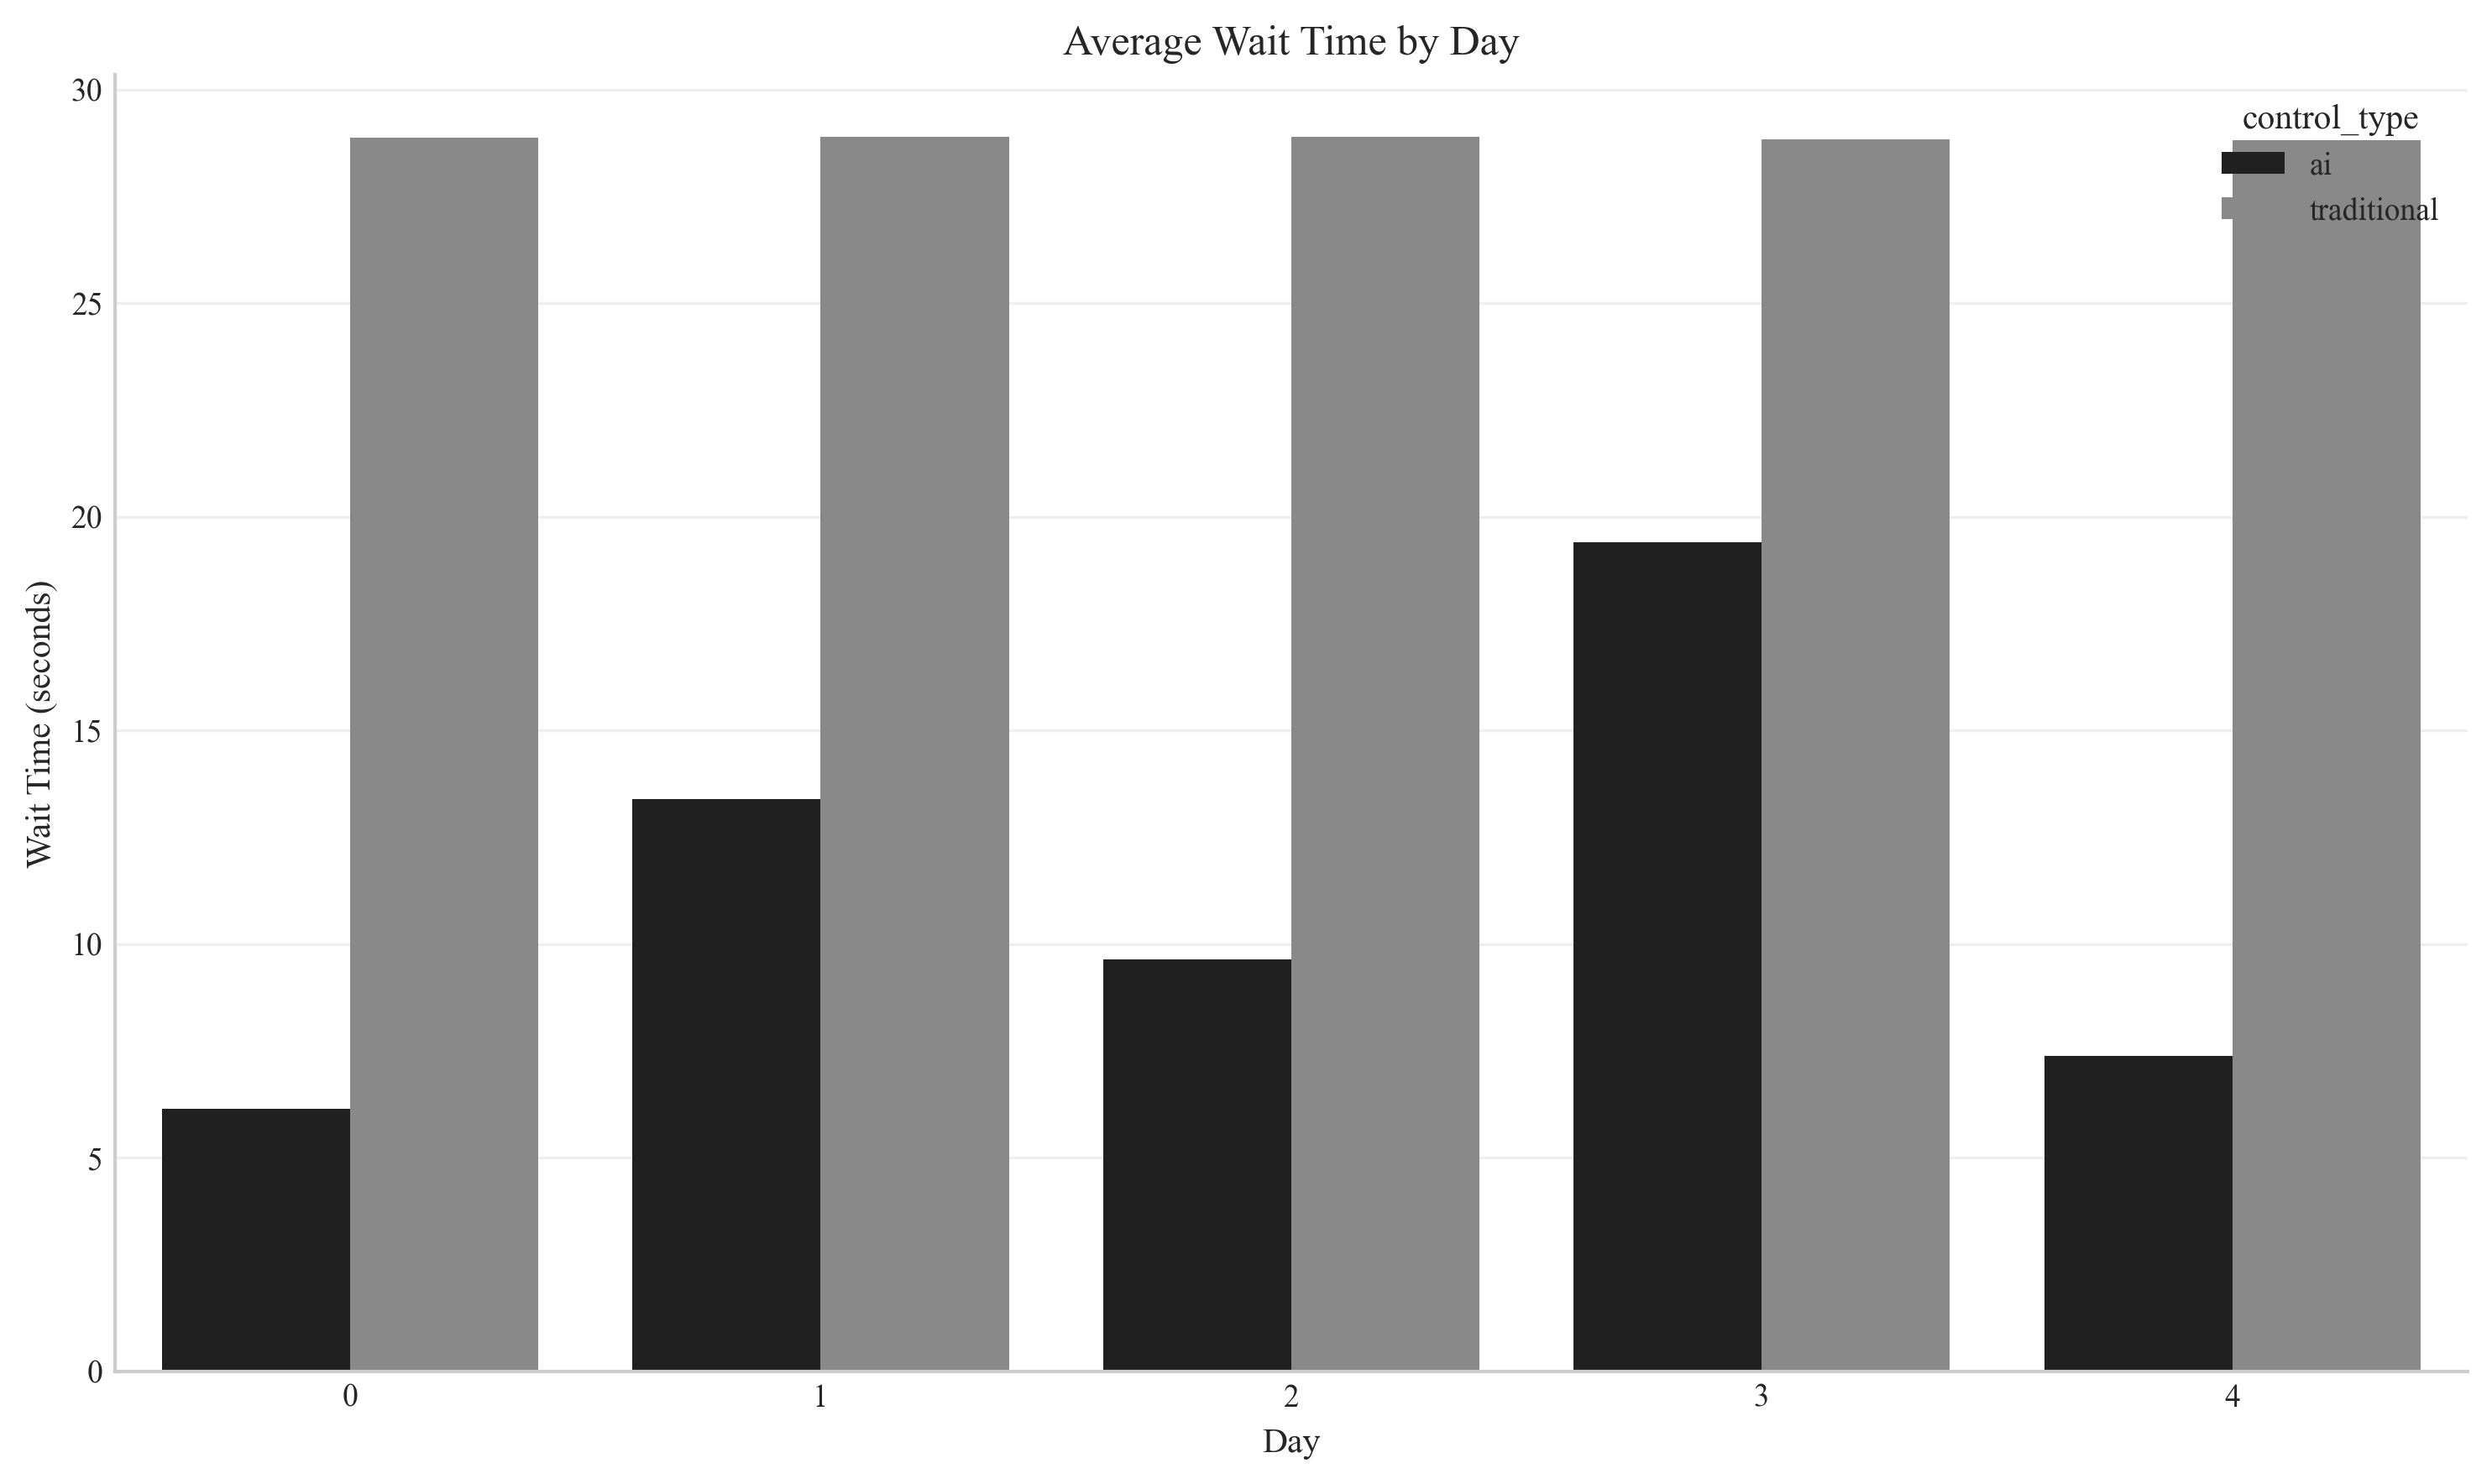 Average Wait Time by Day
30
25
20
15
10
5
0
Wait Time (seconds)
control_type
ai
traditional
0 1 2 3 4
Day